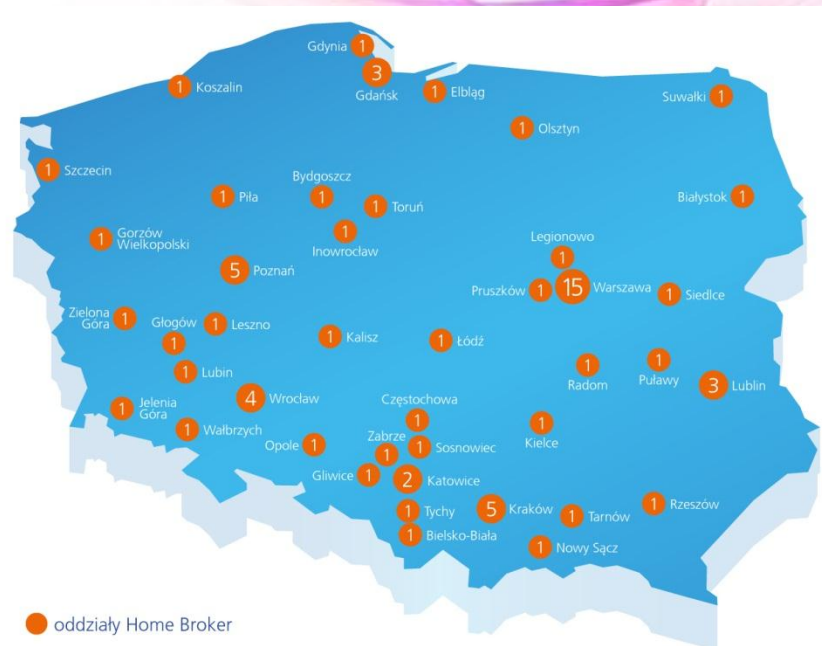 Gdynia 1
3
Gdańsk
1 Koszalin
1 Elbląg
Suwałki 1
1 Olsztyn
1 Szczecin
Bydgoszcz
1
1 Piła
1 Toruń
Białystok 1
1 Gorzów
Wielkopolski
1
Inowrocław
Legionowo
1
5 Poznań
Pruszków 1
15 Warszawa
1 Siedlce
Zielona
Góra 1
Głogów
1
1 Leszno
1 Kalisz
1 Łódź
1
Radom
1
Puławy
3 Lublin
1 Lubin
4 Wrocław
1 Jelenia
Góra
1 Wałbrzych
Częstochowa
1
1
Kielce
Opole 1
Zabrze
1
1 Sosnowiec
Gliwice 1
2 Katowice
1 Tychy
5 Kraków
1 Tarnów
1 Rzeszów
1 Bielsko-Biała
1 Nowy Sącz
oddziały Home Broker